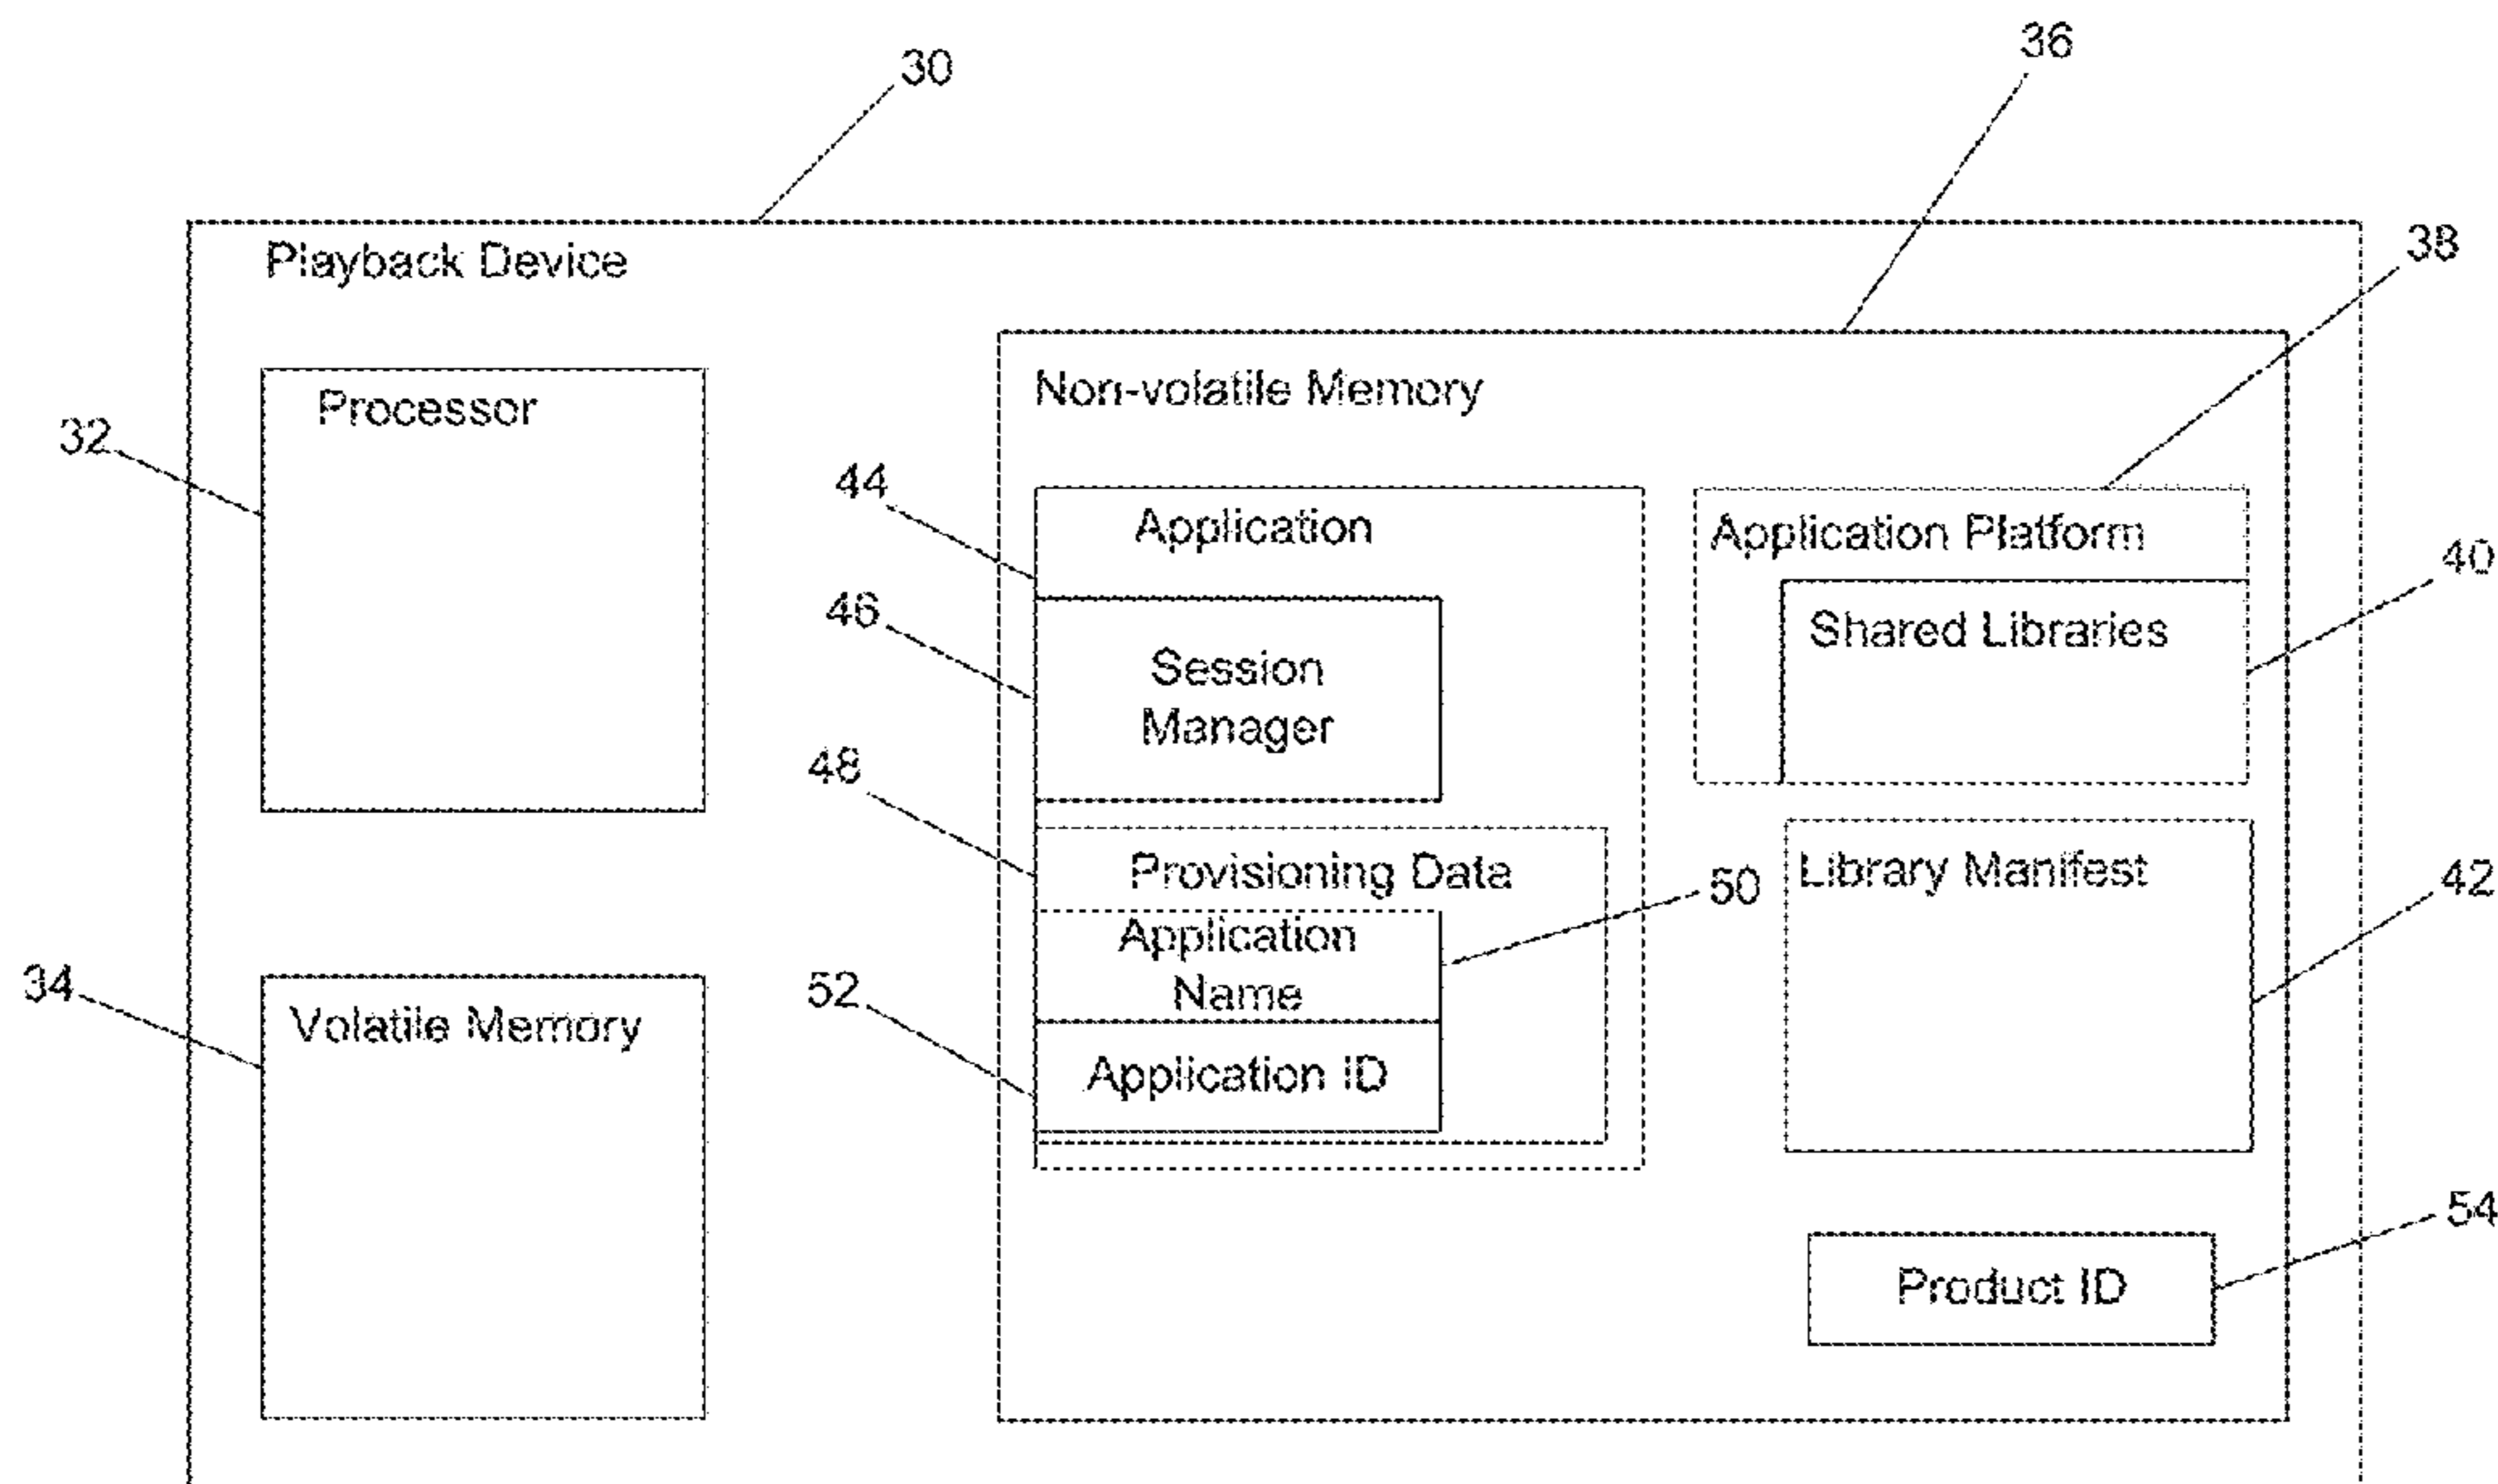 30
36
Playback Device
38
Non-volatile Memory
Processor
32
44
Application
Application Platform
40
46
Shared Libraries
Session
Manager
48
Provisioning Data
50
Library Manifest
42
Application
Name
34
52
Volatile Memory
Application ID
54
Product ID